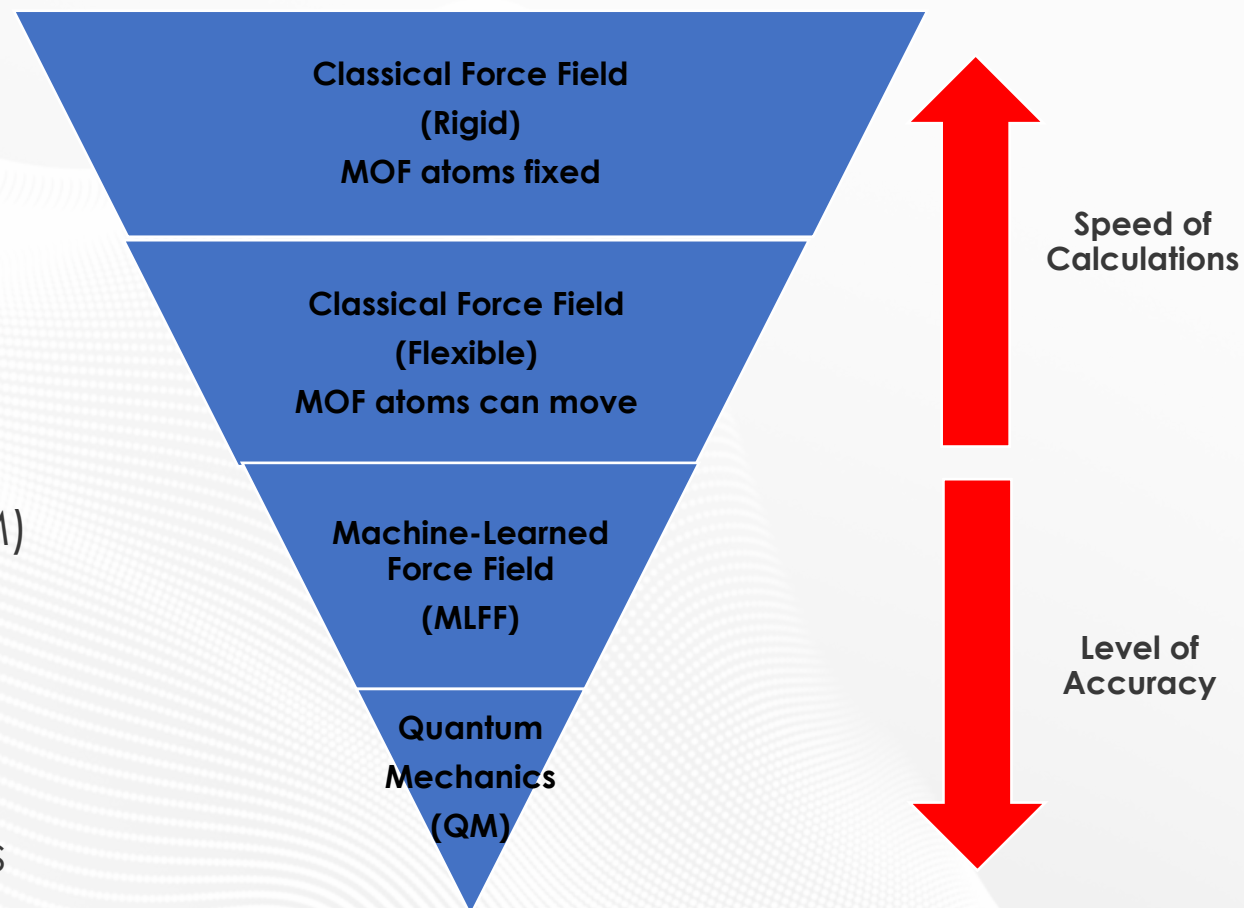 Classical Force Field
(Rigid)
MOF atoms fixed
Classical Force Field
(Flexible)
MOF atoms can move
Machine-Learned
Force Field
(MLFF)
Quantum
Mechanics
(QM)
Speed of
Calculations
Level of
Accuracy